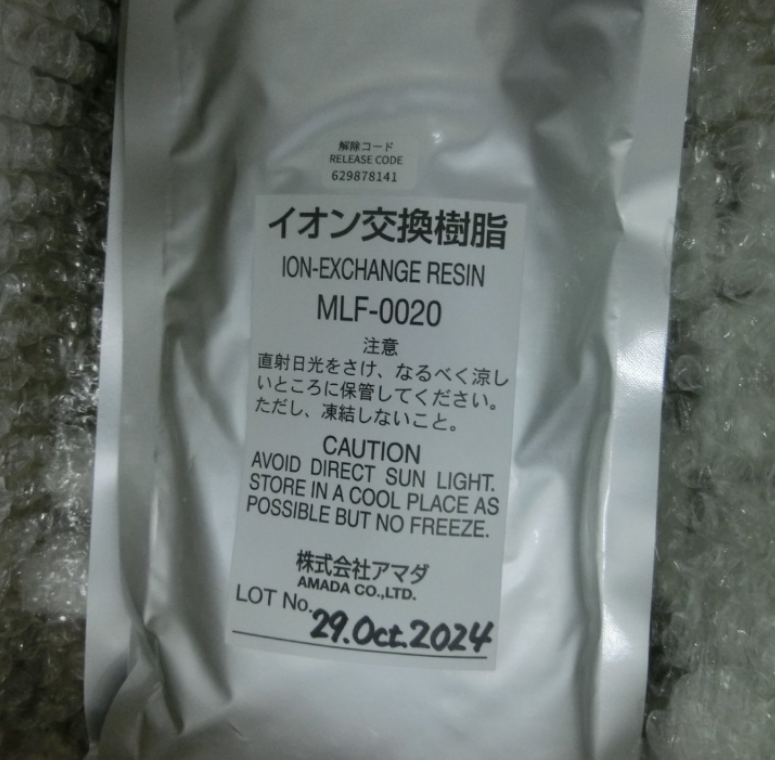 解除コード
RELEASE CODE
629878141
イオン交換樹脂
ION-EXCHANGE RESIN
MLF-0020
注意
直射日光をさけ、なるべく涼し
いところに保管してください。
ただし、凍結しないこと。
CAUTION
AVOID DIRECT SUN LIGHT.
STORE IN A COOL PLACE AS
POSSIBLE BUT NO FREEZE.
株式会社アマダ
AMADA CO.,LTD.
LOT No. 29.Oct.2024